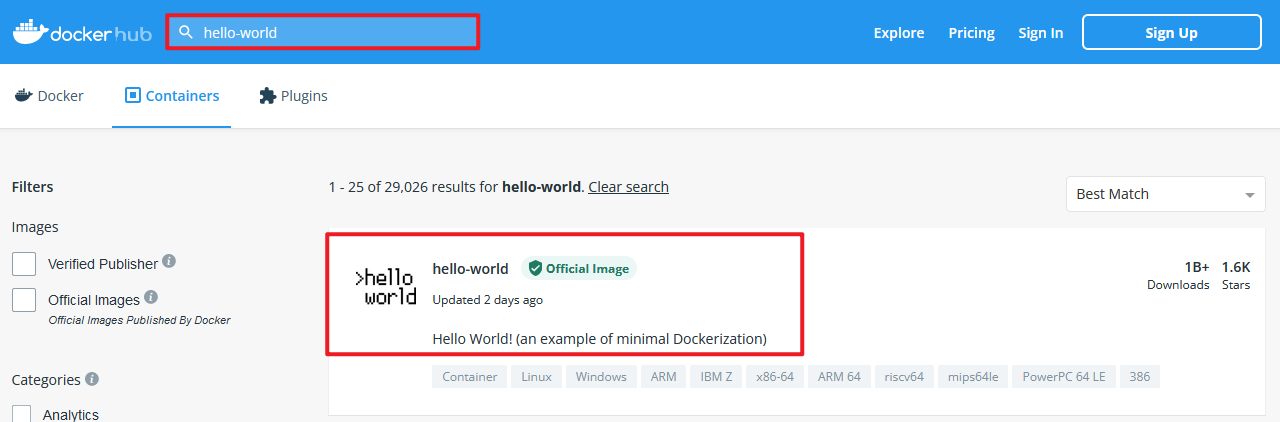 docker hub
hello-world
Explore Pricing Sign In Sign Up
Docker Containers Plugins
Filters
Images
Verified Publisher i
Official Images i
Official Images Published By Docker
Categories i
Analytics
1 - 25 of 29,026 results for hello-world. Clear search
Best Match
>hello
world
hello-world Official Image
Updated 2 days ago
Hello World! (an example of minimal Dockerization)
1B+ 1.6K
Downloads Stars
Container Linux Windows ARM IBM Z x86-64 ARM 64 riscv64 mips64le PowerPC 64 LE 386